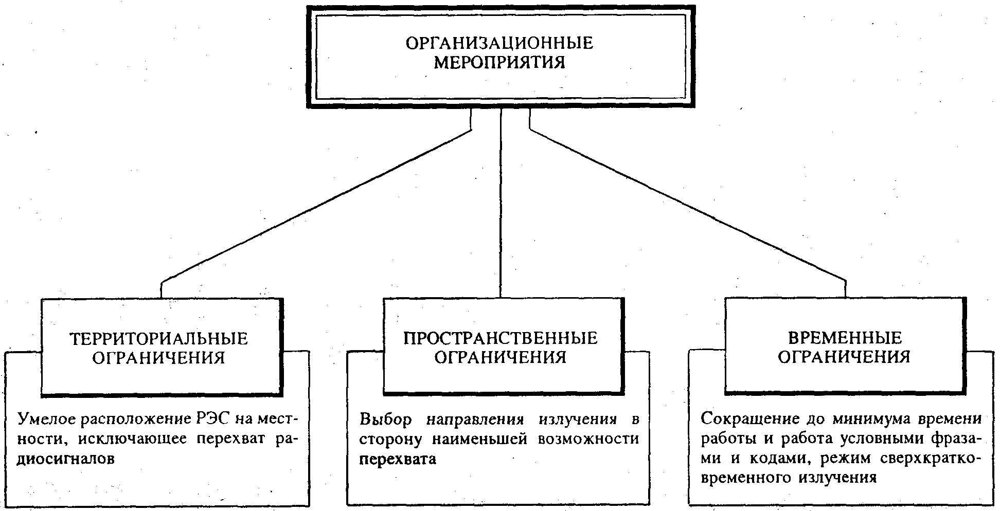 ОРГАНИЗАЦИОННЫЕ
МЕРОПРИЯТИЯ
ТЕРРИТОРИАЛЬНЫЕ
ОГРАНИЧЕНИЯ
Умелое расположение РЭС на мест-
ности, исключающее перехват ра-
диосигналов
ПРОСТРАНСТВЕННЫЕ
ОГРАНИЧЕНИЯ
Выбор направления излучения в
сторону наименьшей возможности
перехвата
ВРЕМЕННЫЕ
ОГРАНИЧЕНИЯ
Сокращение до минимума времени
работы и работа условными фраза-
ми и кодами, режим сверхкратко-
временного излучения